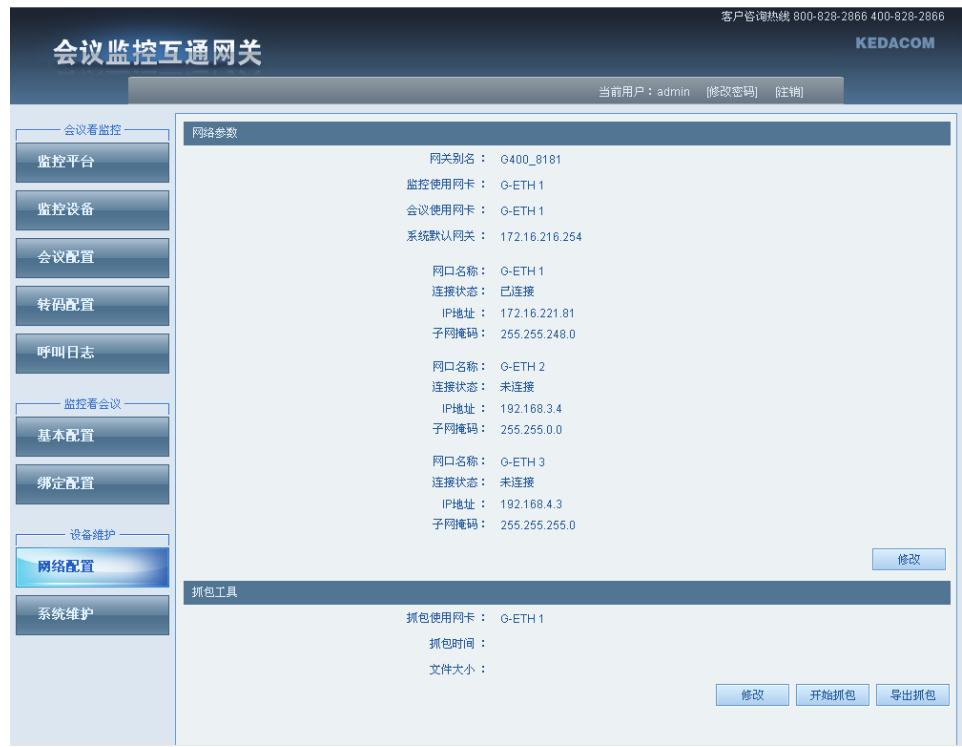 客户咨询热线 800-828-2866 400-828-2866
会议监控互通网关
KEDACOM
当前用户：admin [修改密码] [注销]
会议看监控
监控平台
监控设备
会议配置
转码配置
呼叫日志
监控看会议
基本配置
绑定配置
设备维护
网络配置
系统维护
网络参数
网关别名： G400_8181
监控使用网卡： G-ETH 1
会议使用网卡： G-ETH 1
系统默认网关： 172.16.216.254
网口名称： G-ETH 1
连接状态： 已连接
IP地址： 172.16.221.81
子网掩码： 255.255.248.0
网口名称： G-ETH 2
连接状态： 未连接
IP地址： 192.168.3.4
子网掩码： 255.255.0.0
网口名称： G-ETH 3
连接状态： 未连接
IP地址： 192.168.4.3
子网掩码： 255.255.255.0
修改
抓包工具
抓包使用网卡： G-ETH 1
抓包时间：
文件大小：
修改 开始抓包 导出抓包